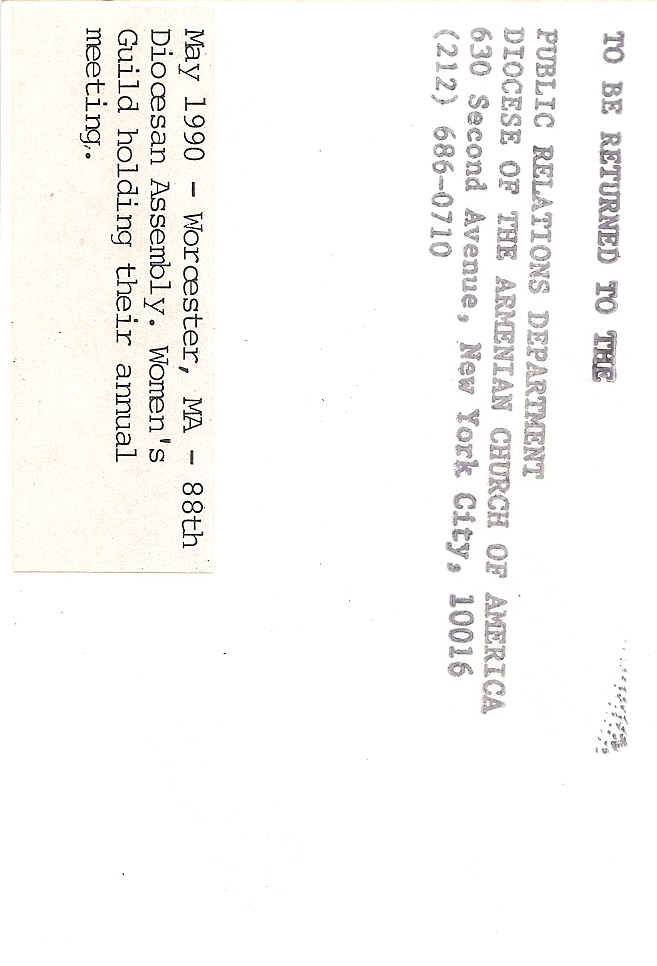 TO BE RETURNED TO THE
PUBLIC RELATIONS DEPARTMENT
DIOCESE OF THE ARMENIAN CHURCH OF AMERICA
630 Second Avenue, New York City, 10016
(212) 686-0710
May 1990 - Worcester, MA - 88th
Diocesan Assembly. Women's
Guild holding their annual
meeting.